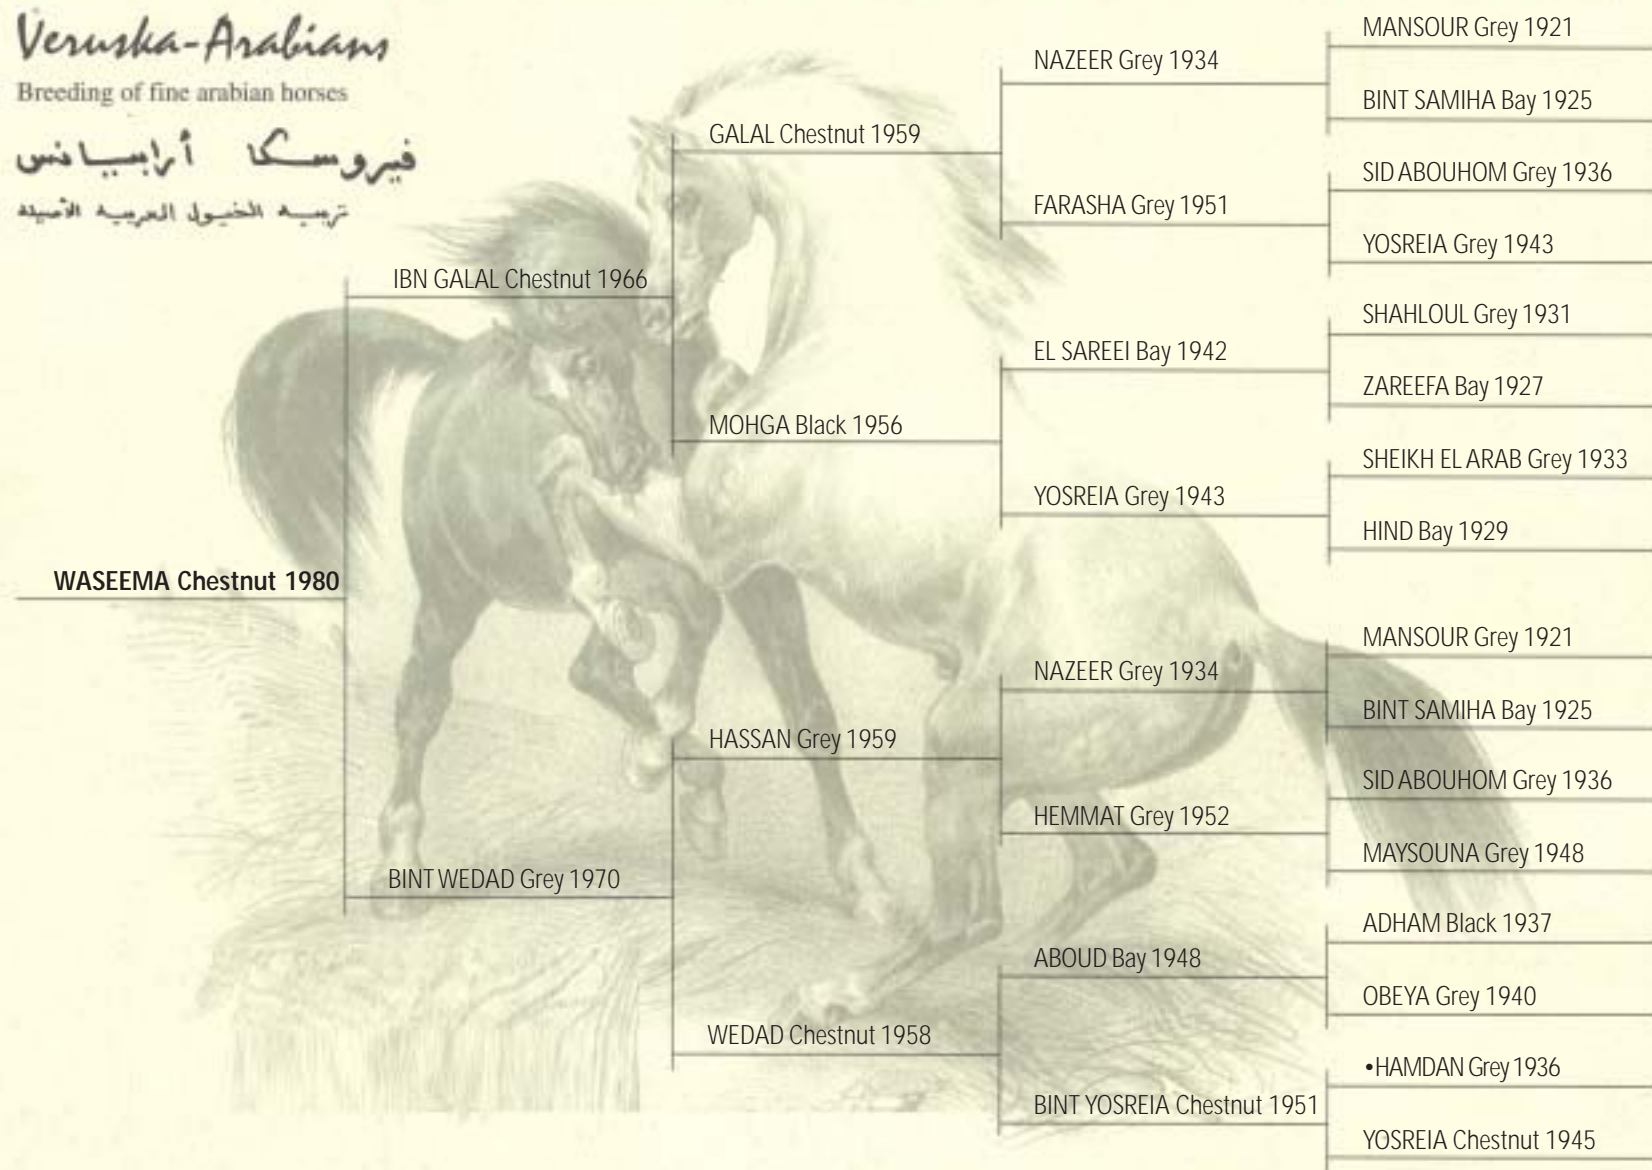 Veruska-Arabians
Breeding of fine arabian horses
فيروسكا أرابيانس
تربيه الخيول العربيه الأصيله
MANSOUR Grey 1921
NAZEER Grey 1934
BINT SAMIHA Bay 1925
GALAL Chestnut 1959
SID ABOUHOM Grey 1936
FARASHA Grey 1951
YOSREIA Grey 1943
IBN GALAL Chestnut 1966
SHAHLOUL Grey 1931
EL SAREEI Bay 1942
ZAREEFA Bay 1927
MOHGA Black 1956
SHEIKH EL ARAB Grey 1933
YOSREIA Grey 1943
HIND Bay 1929
WASEEMA Chestnut 1980
MANSOUR Grey 1921
NAZEER Grey 1934
BINT SAMIHA Bay 1925
HASSAN Grey 1959
SID ABOUHOM Grey 1936
HEMMAT Grey 1952
MAYSOUNA Grey 1948
BINT WEDAD Grey 1970
ADHAM Black 1937
ABOUD Bay 1948
OBEYA Grey 1940
WEDAD Chestnut 1958
•HAMDAN Grey 1936
BINT YOSREIA Chestnut 1951
YOSREIA Chestnut 1945